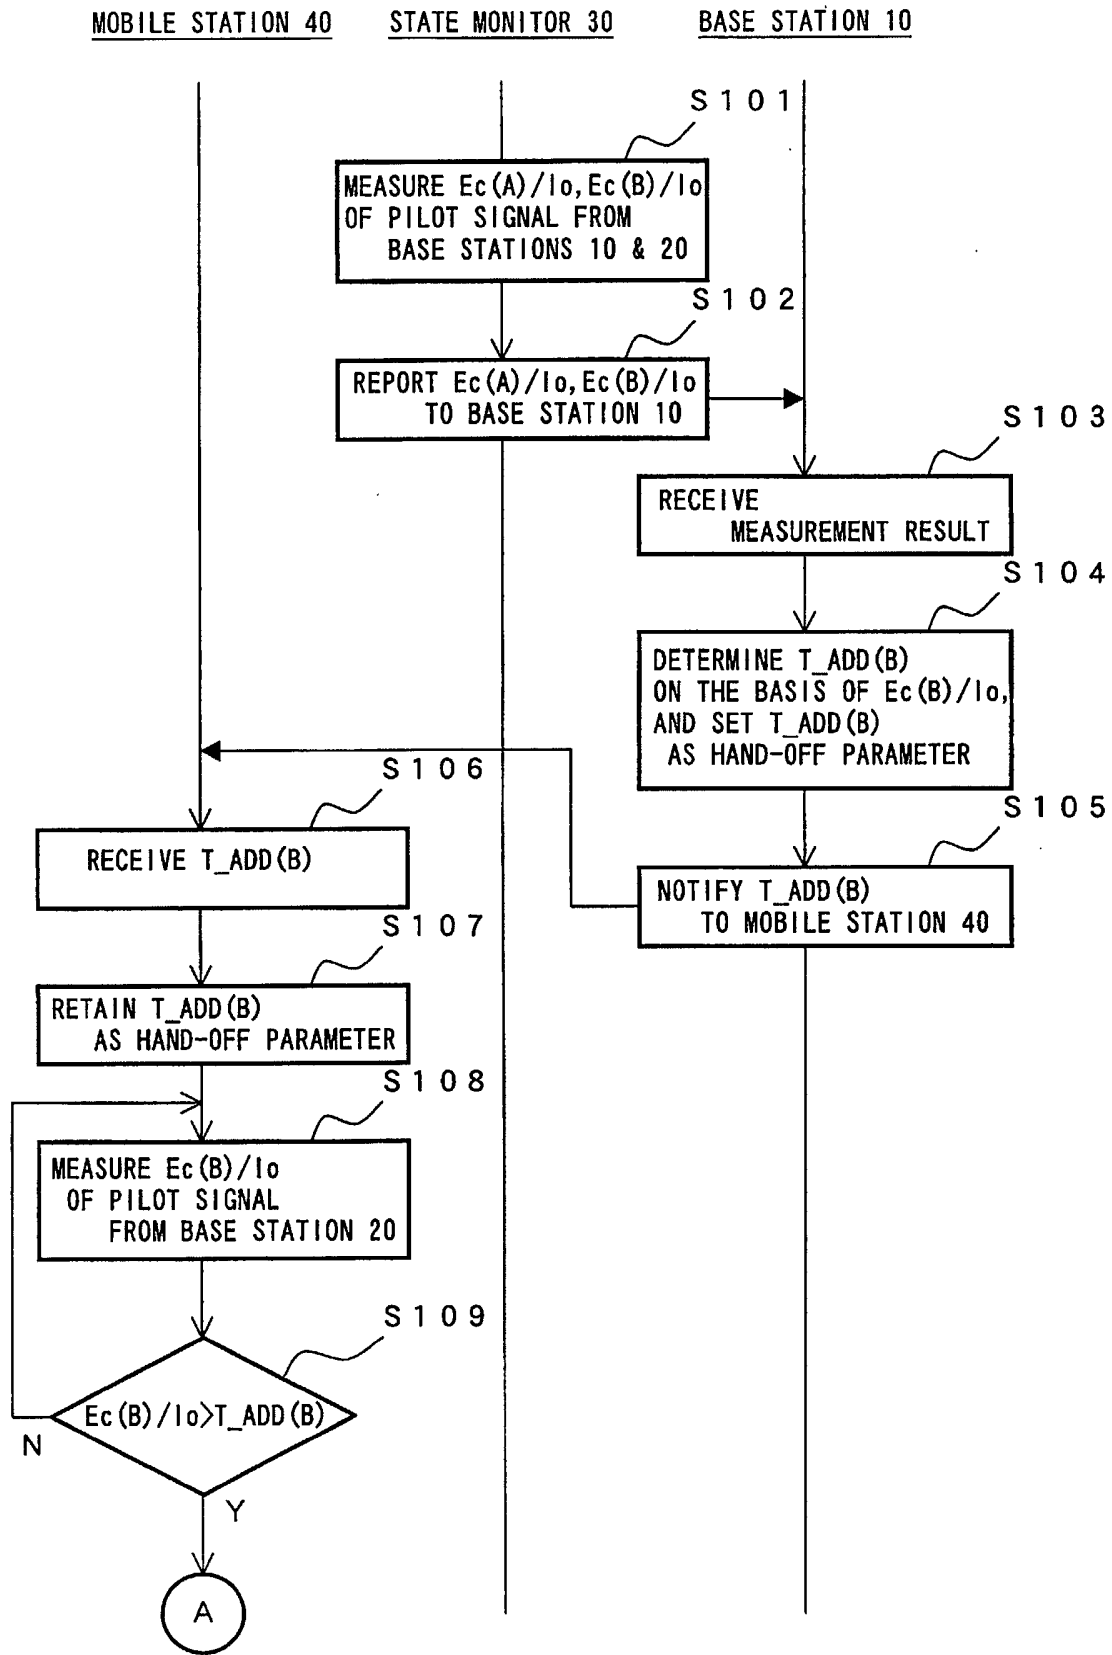 MOBILE STATION 40
STATE MONITOR 30
BASE STATION 10
S101
MEASURE Ec(A)/Io,Ec(B)/Io
OF PILOT SIGNAL FROM
BASE STATIONS 10 & 20
S102
REPORT Ec(A)/Io,Ec(B)/Io
TO BASE STATION 10
S103
RECEIVE
MEASUREMENT RESULT
S104
DETERMINE T_ADD(B)
ON THE BASIS OF Ec(B)/Io,
AND SET T_ADD(B)
AS HAND-OFF PARAMETER
S105
NOTIFY T_ADD(B)
TO MOBILE STATION 40
S106
RECEIVE T_ADD(B)
S107
RETAIN T_ADD(B)
AS HAND-OFF PARAMETER
S108
MEASURE Ec(B)/Io
OF PILOT SIGNAL
FROM BASE STATION 20
S109
Ec(B)/Io>T_ADD(B)
N
Y
A